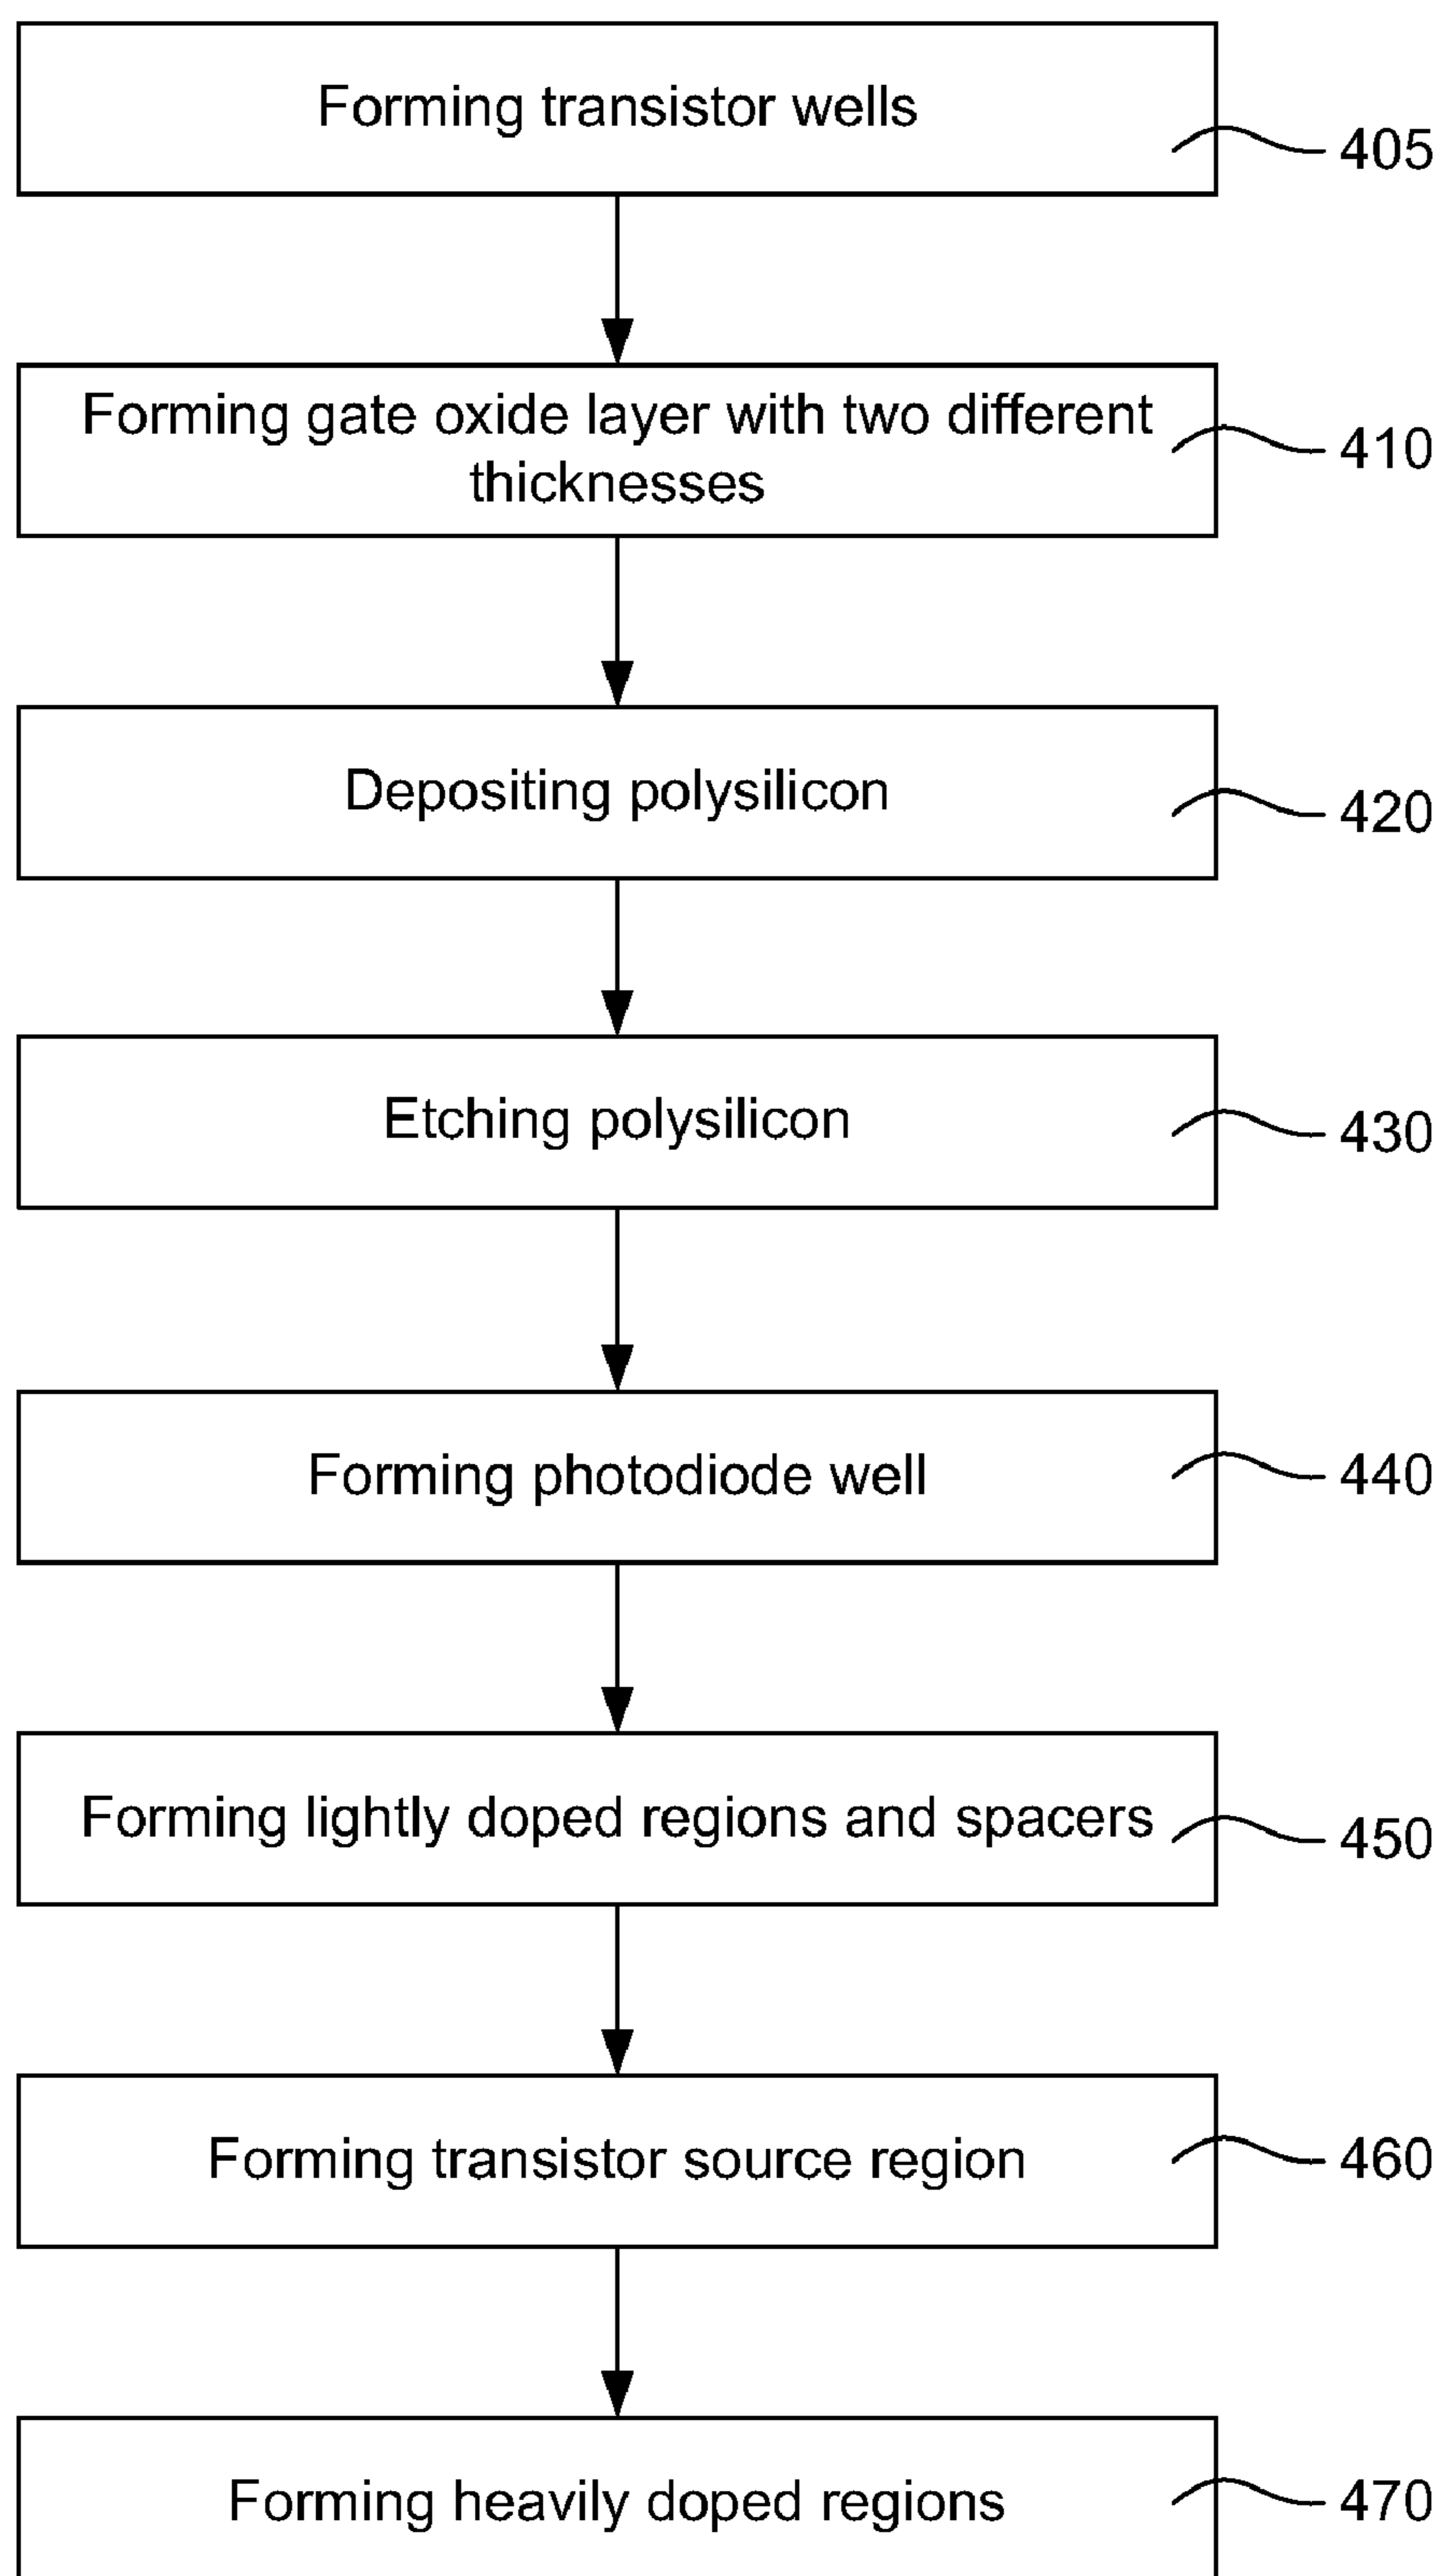 Forming transistor wells
405
Forming gate oxide layer with two different
thicknesses
410
Depositing polysilicon
420
Etching polysilicon
430
Forming photodiode well
440
Forming lightly doped regions and spacers
450
Forming transistor source region
460
Forming heavily doped regions
470